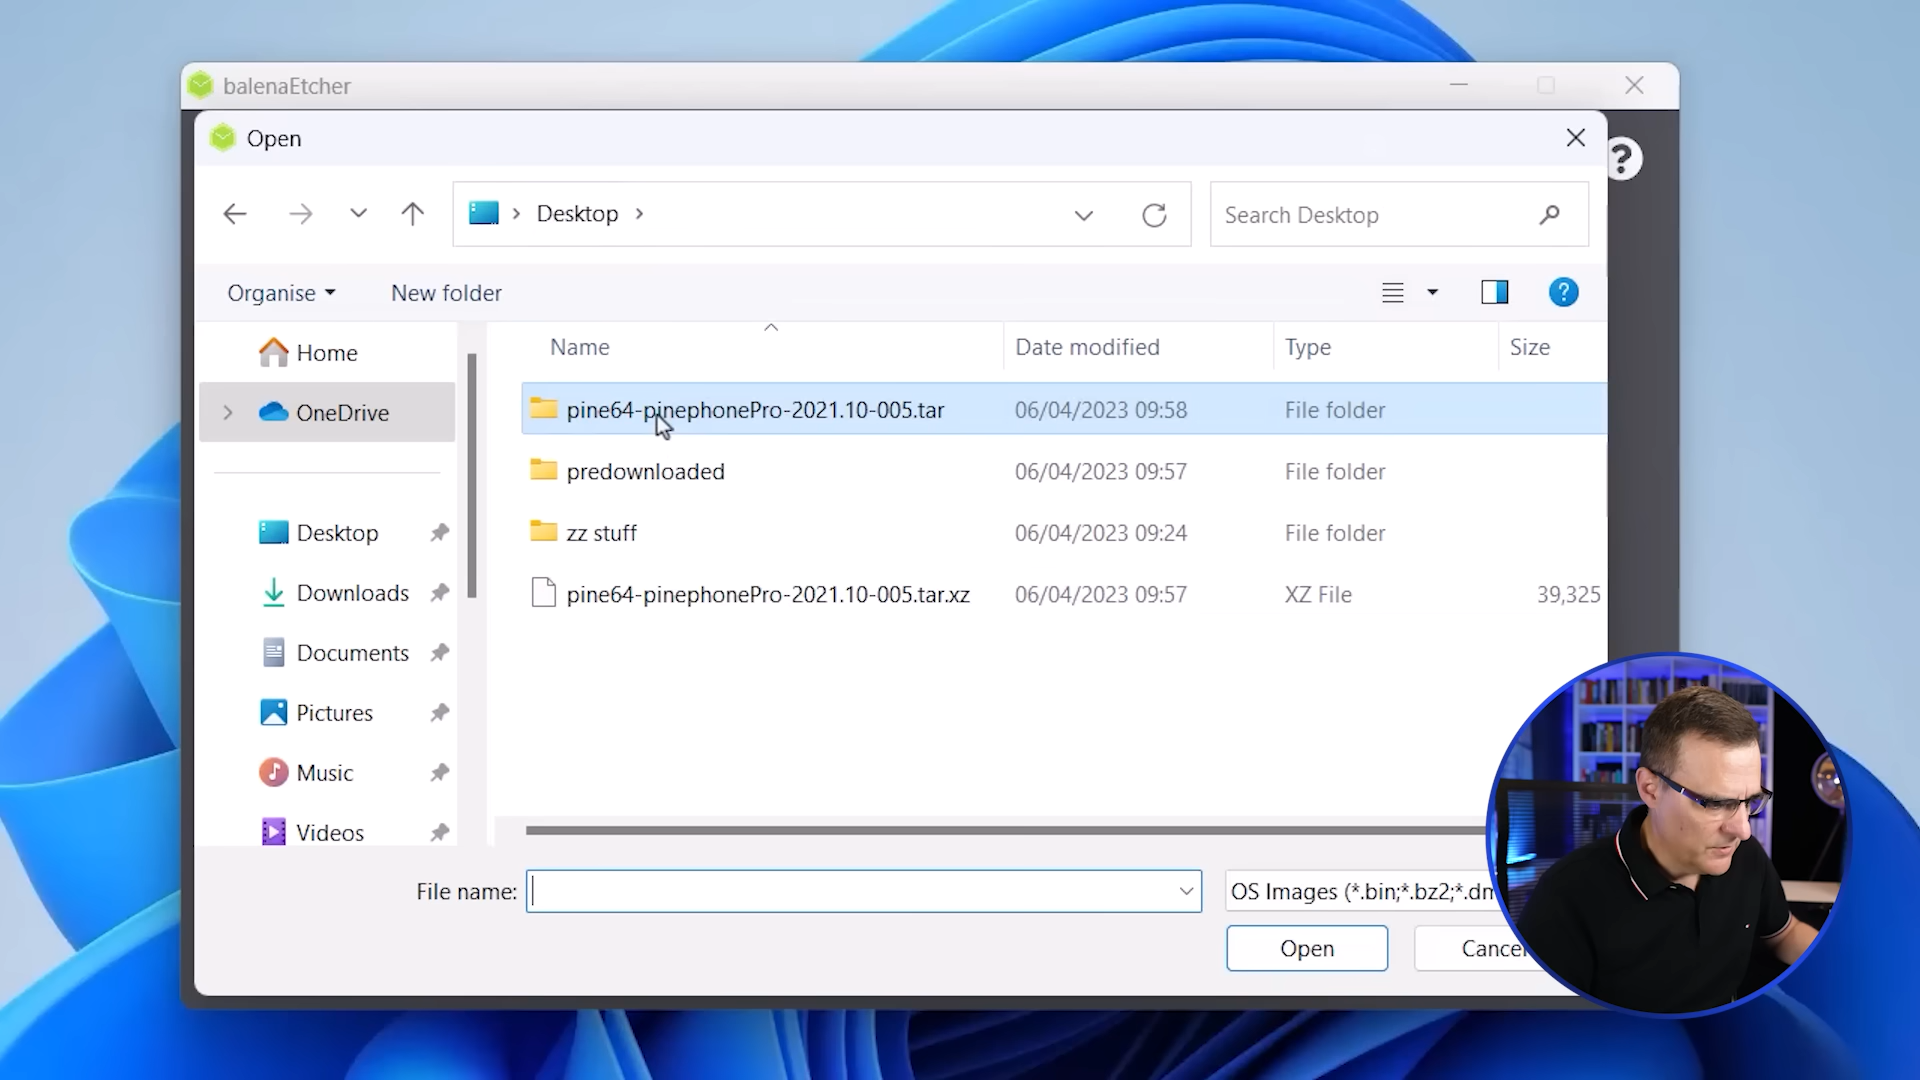 balenaEtcher
Open
?
Desktop
Search Desktop
Organise
New folder
?
Name
Date modified
Type
Size
Home
OneDrive
pine64-pinephonePro-2021.10-005.tar
06/04/2023 09:58
File folder
predownloaded
06/04/2023 09:57
File folder
zz stuff
06/04/2023 09:24
File folder
pine64-pinephonePro-2021.10-005.tar.xz
06/04/2023 09:57
XZ File
39,325
Desktop
Downloads
Documents
Pictures
Music
Videos
File name:
OS Images (*.bin;*.bz2;*.dm
Open
Cancel